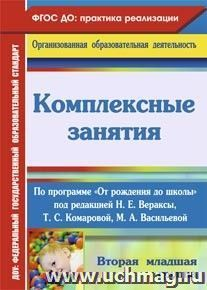 ФГОС ДО: практика реализации
Организованная образовательная деятельность
Комплексные
занятия
По программе «От рождения до школы»
под редакцией Н. Е. Вераксы,
Т. С. Комаровой, М. А. Васильевой
Вторая младшая
www.uchmag.ru
ДОУ: ФЕДЕРАЛЬНЫЙ ГОСУДАРСТВЕННЫЙ ОБРАЗОВАТЕЛЬНЫЙ СТАНДАРТ